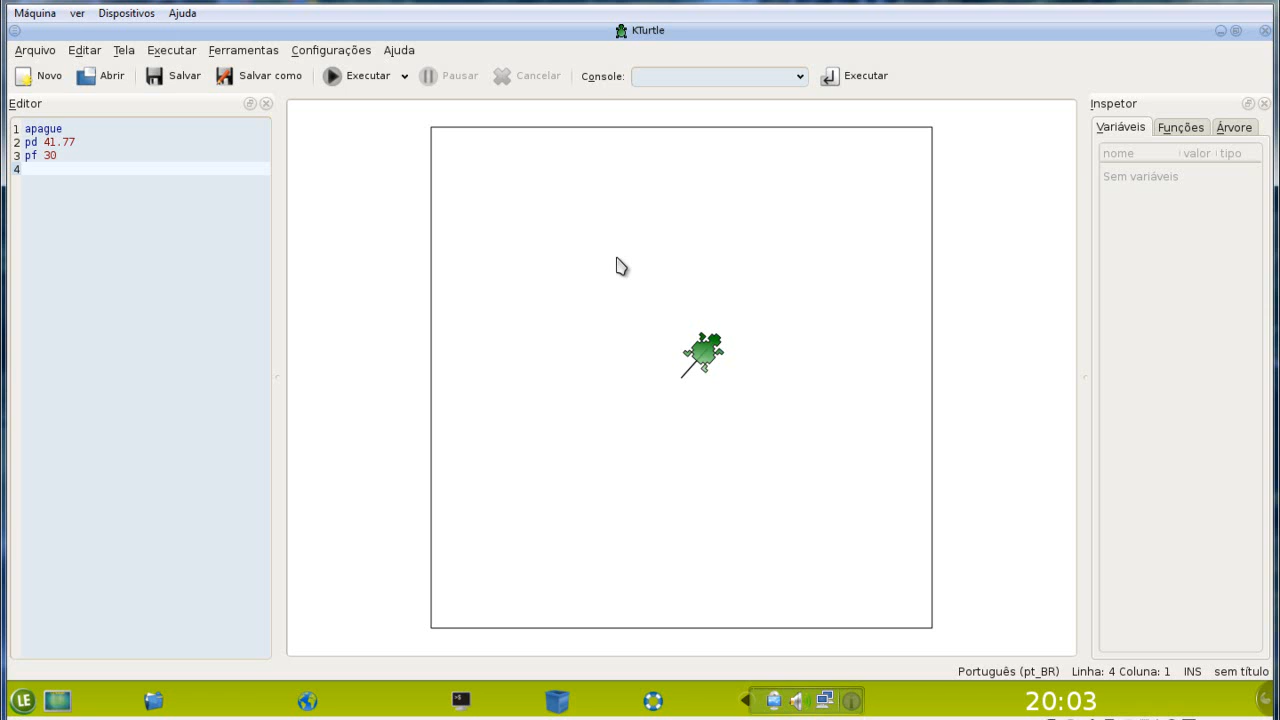 Máquina ver Dispositivos Ajuda
KTurtle
Arquivo Editar Tela Executar Ferramentas Configurações Ajuda
Novo Abrir Salvar Salvar como Executar Pausar Cancelar Console: Executar
Editor
Inspetor
1 apague
2 pd 41.77
3 pf 30
4
Variáveis Funções Árvore
nome valor tipo
Sem variáveis
Português (pt_BR) Linha: 4 Coluna: 1 INS sem título
LE
20:03